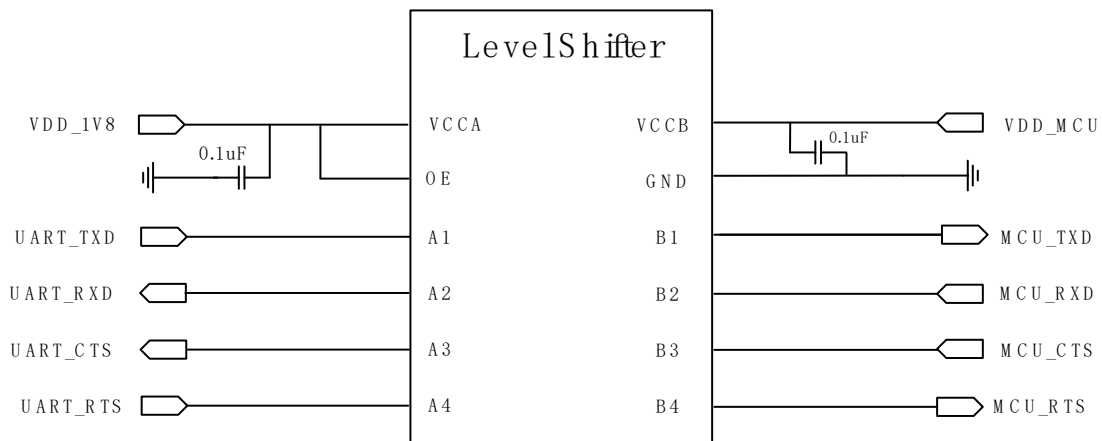 LevelShifter
VDD_1V8
VCCA
VCCB
VDD_MCU
0.1uF
0.1uF
OE
GND
UART_TXD
A1
B1
MCU_TXD
UART_RXD
A2
B2
MCU_RXD
UART_CTS
A3
B3
MCU_CTS
UART_RTS
A4
B4
MCU_RTS